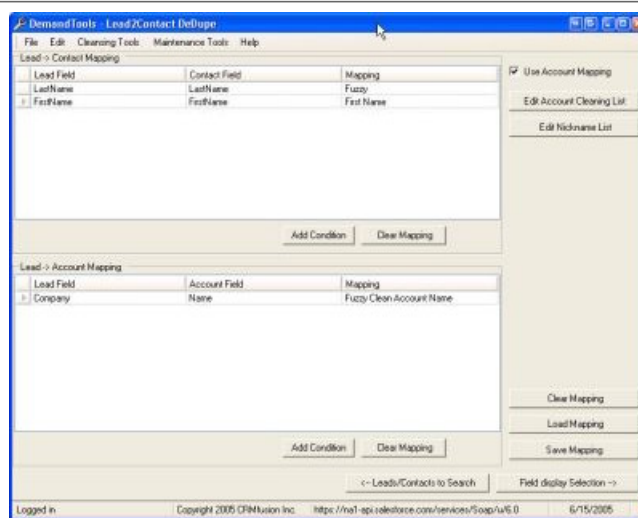 DemandTools - Lead2Contact DeDupe
File Edit Cleansing Tools Maintenance Tools Help
Lead -> Contact Mapping
Lead Field Contact Field Mapping
LastName LastName Fuzzy
FirstName FirstName First Name
Add Condition Clear Mapping
Use Account Mapping
Edit Account Cleaning List
Edit Nickname List
Lead -> Account Mapping
Lead Field Account Field Mapping
Company Name Fuzzy Clean Account Name
Add Condition Clear Mapping
Clear Mapping
Load Mapping
Save Mapping
<-- Leads/Contacts to Search Field display Selection -->
Logged in Copyright 2005 CRMfusion Inc. https://na1-api.salesforce.com/services/Soap/u/6.0 6/15/2005